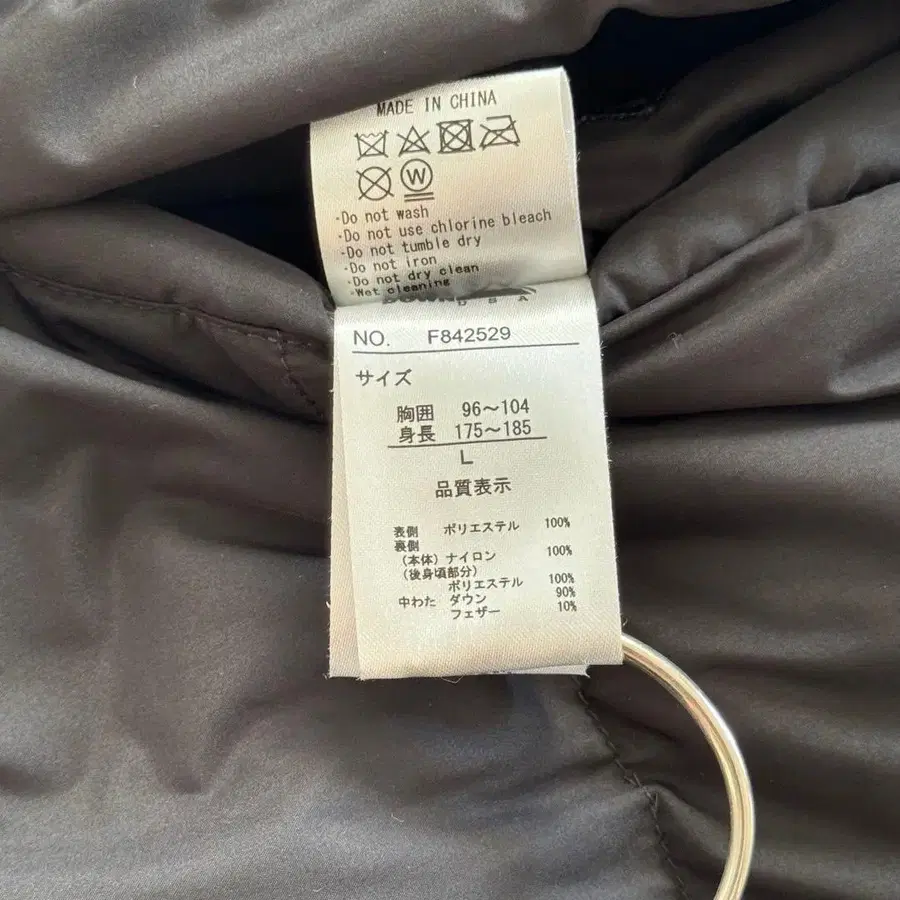 MADE IN CHINA
W
·Do not wash
·Do not use chlorine bleach
·Do not tumble dry
·Do not iron
·Do not dry clean
·Wet cleaning
USA
NO. F842529
サイズ
胸囲 96～104
身長 175～185
L
品質表示
表側 ポリエステル 100%
裏側
(本体) ナイロン 100%
(後身頃部分)
ポリエステル 100%
中わた ダウン 90%
フェザー 10%